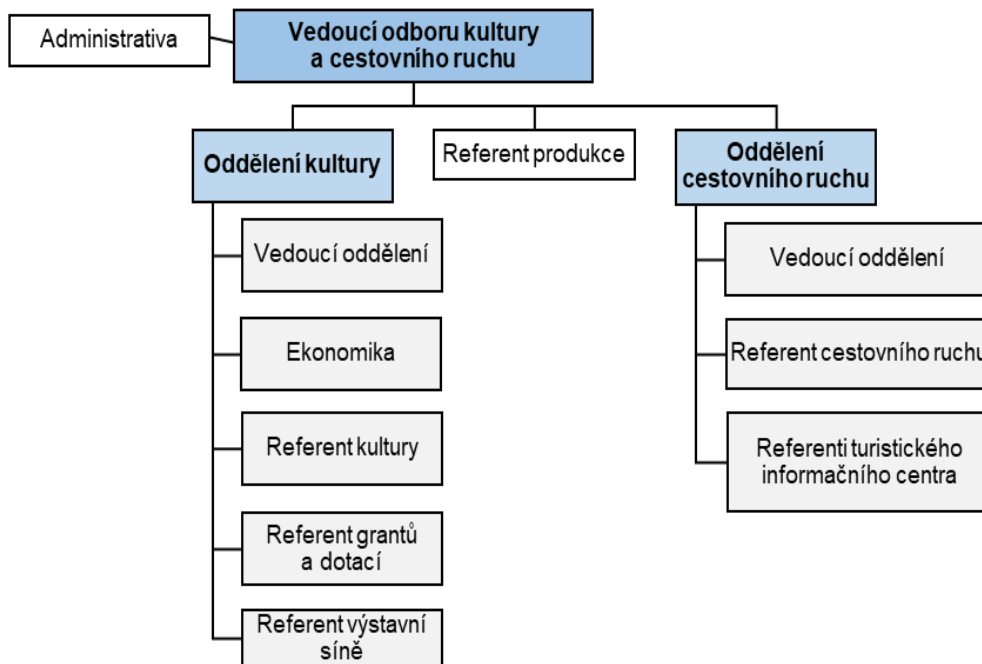 Administrativa
Vedoucí odboru kultury
a cestovního ruchu
Oddělení kultury
Referent produkce
Oddělení
cestovního ruchu
Vedoucí oddělení
Ekonomika
Referent kultury
Referent grantů
a dotací
Referent výstavní
síně
Vedoucí oddělení
Referent cestovního ruchu
Referenti turistického
informačního centra